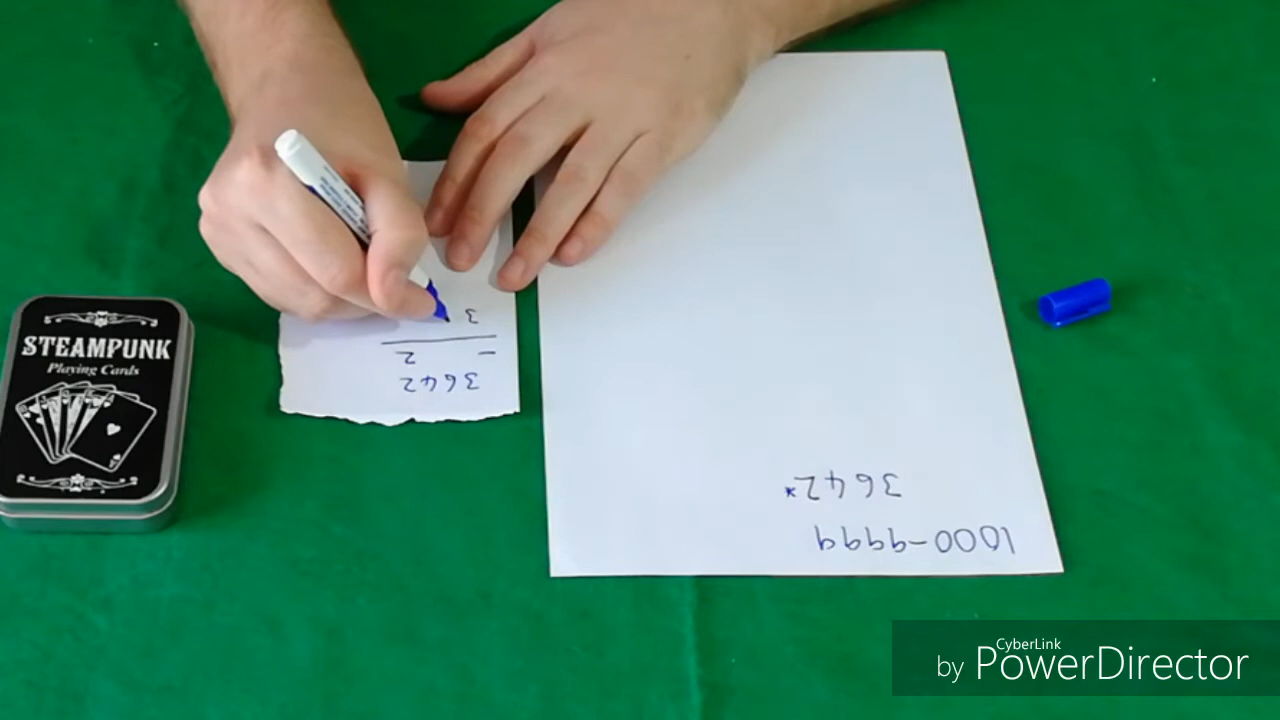 STEAMPUNK
Playing Cards
3642
– 2
3
1000-9999
3642*
CyberLink
by PowerDirector